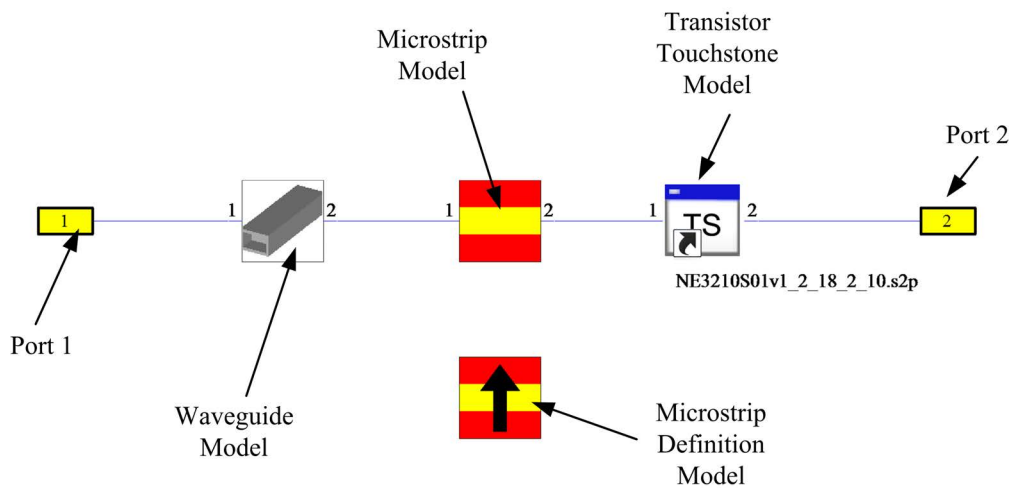 Transistor
Touchstone
Model
Microstrip
Model
Port 2
1
1
2
1
2
1
2
2
TS
NE3210S01v1_2_18_2_10.s2p
Port 1
Waveguide
Model
Microstrip
Definition
Model